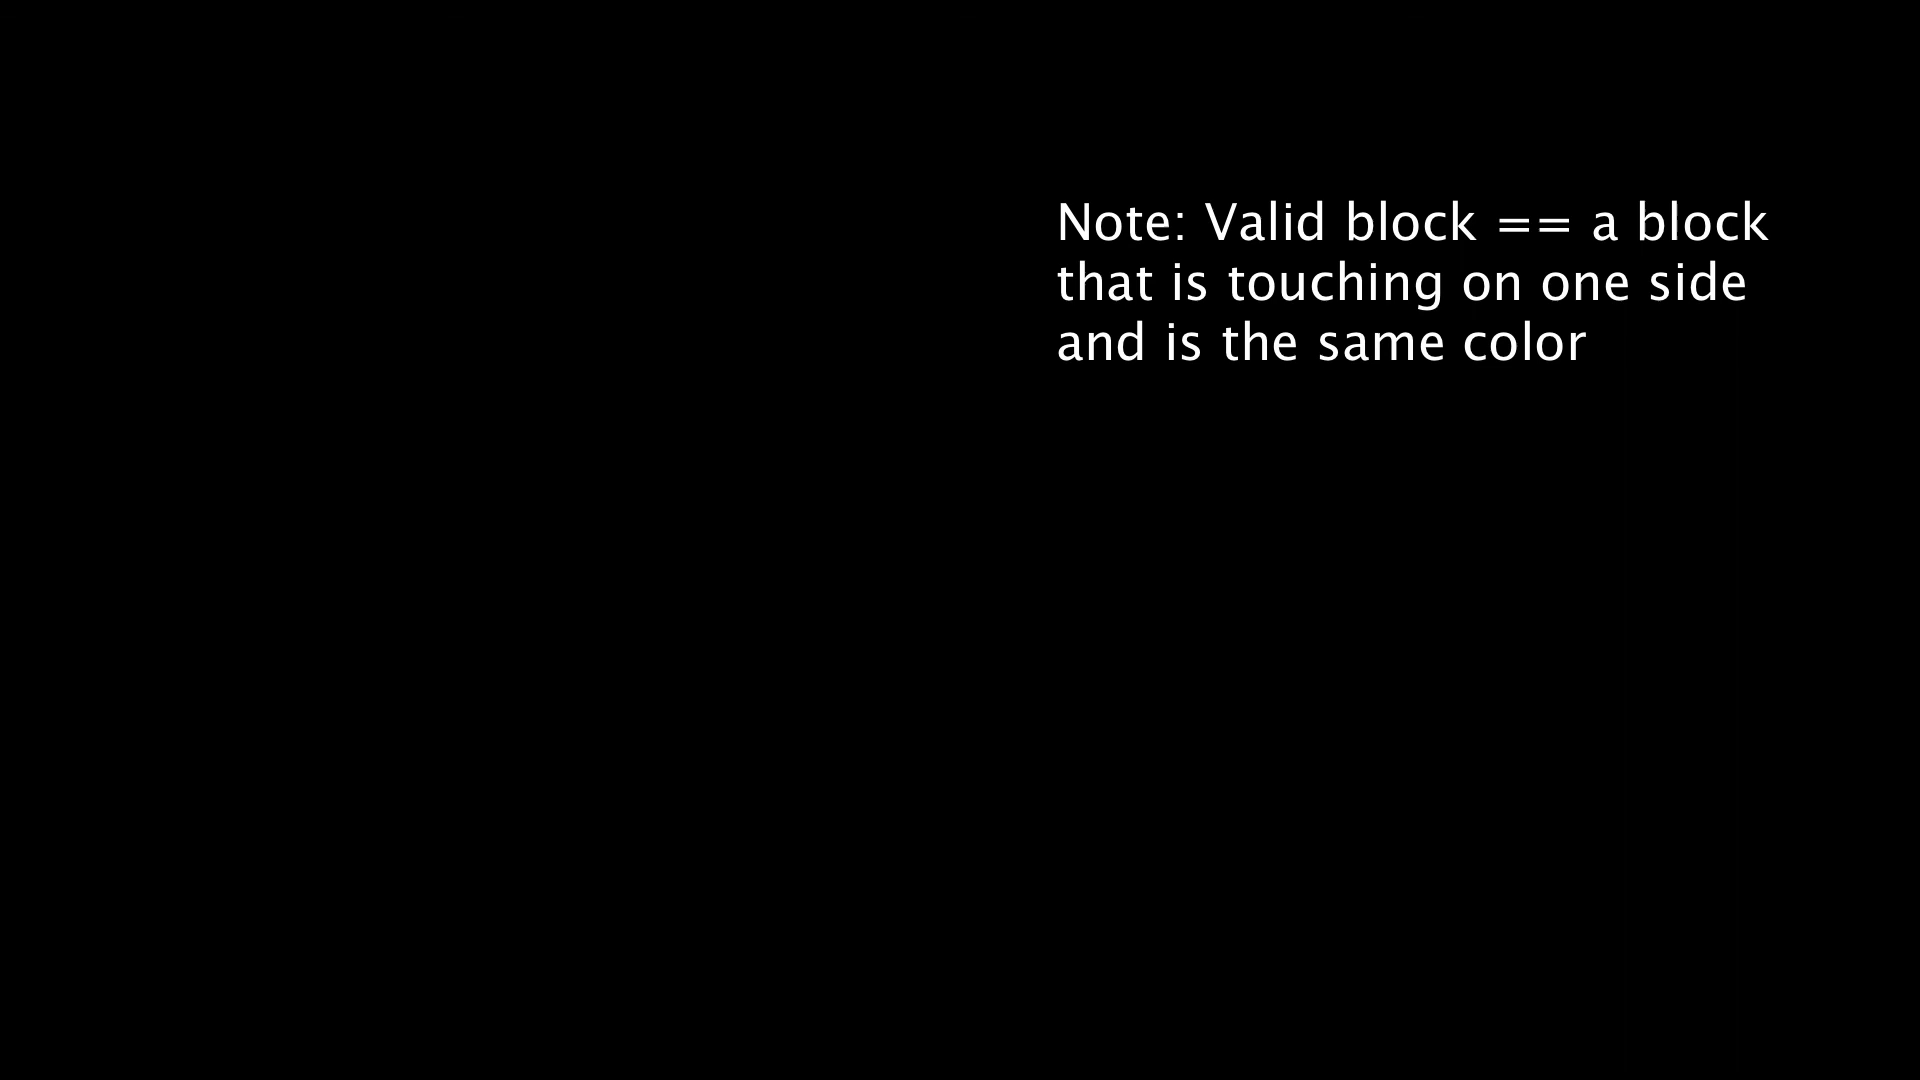 Note: Valid block == a block
that is touching on one side
and is the same color